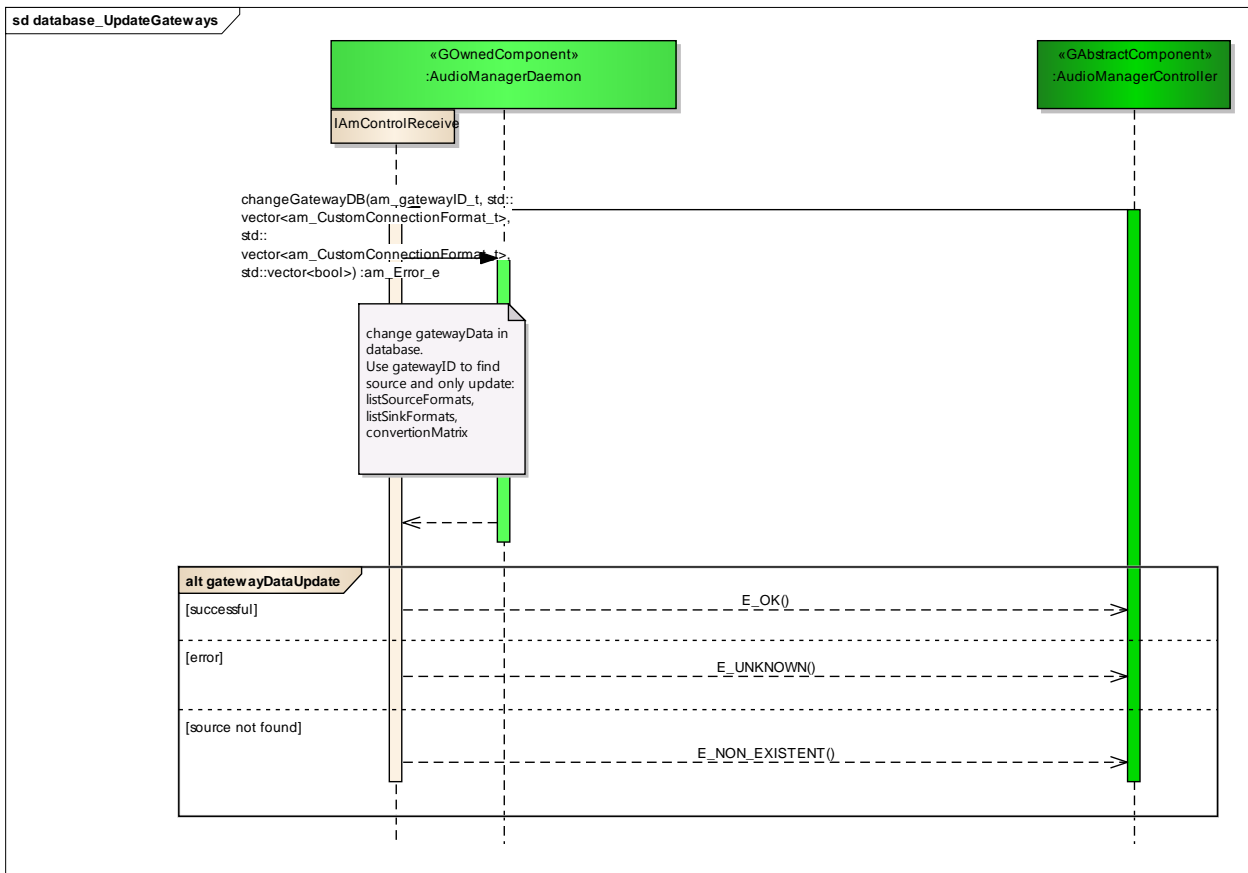 sd database_UpdateGateways
«GOwnedComponent»
:AudioManagerDaemon
«GAbstractComponent»
:AudioManagerController
IAmControlReceive
changeGatewayDB(am_gatewayID_t, std::
vector<am_CustomConnectionFormat_t>,
std::
vector<am_CustomConnectionFormat_t>,
std::vector<bool>) :am_Error_e
change gatewayData in
database.
Use gatewayID to find
source and only update:
listSourceFormats,
listSinkFormats,
convertionMatrix
alt gatewayDataUpdate
[successful]
E_OK()
[error]
E_UNKNOWN()
[source not found]
E_NON_EXISTENT()